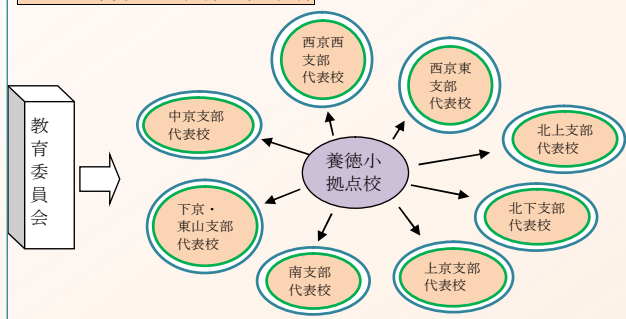 西京西
支部
代表校
西京東
支部
代表校
中京支部
代表校
北上支部
代表校
教育委員会
養徳小
拠点校
下京・
東山支部
代表校
北下支部
代表校
南支部
代表校
上京支部
代表校